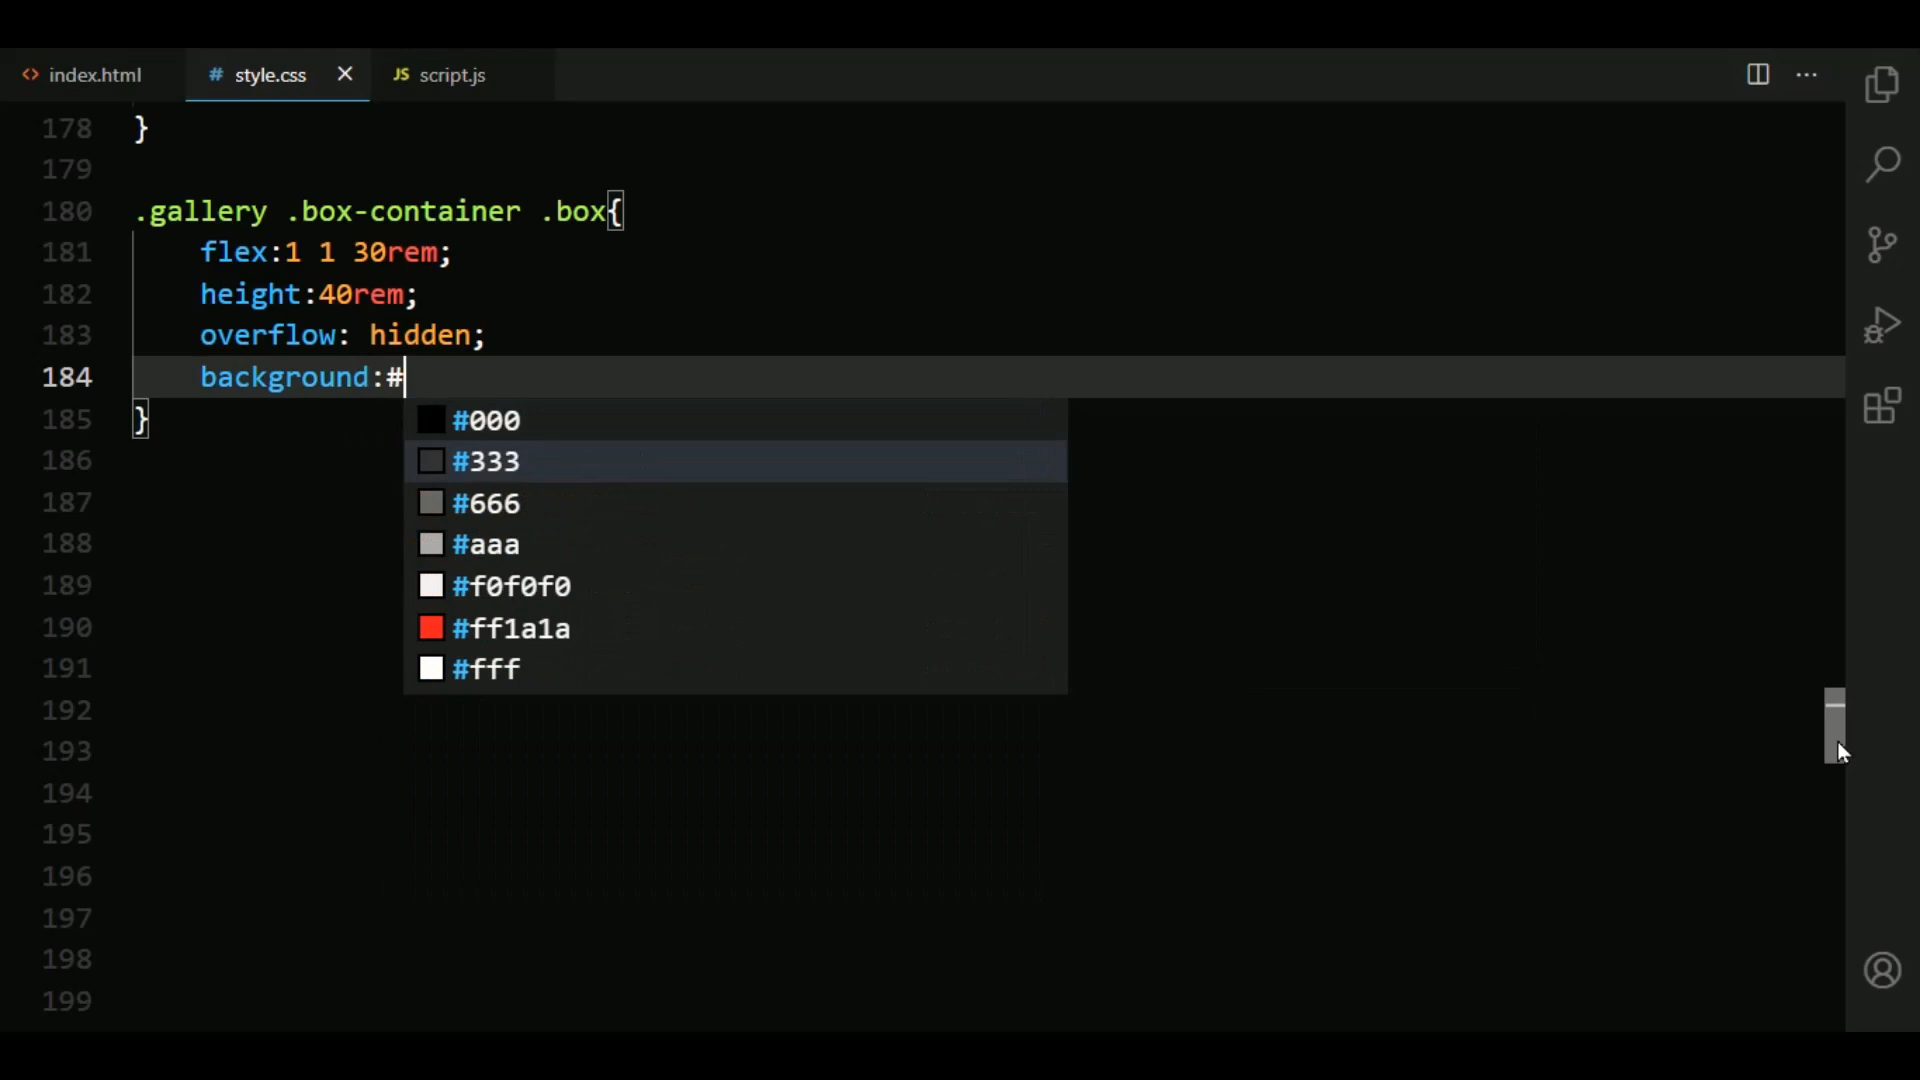 <> index.html # style.css × JS script.js ...
178 }
179
180 .gallery .box-container .box{
181 flex:1 1 30rem;
182 height:40rem;
183 overflow: hidden;
184 background:#
185 }
#000
186 #333
187 #666
188 #aaa
189 #f0f0f0
190 #ff1a1a
191 #fff
192
193
194
195
196
197
198
199